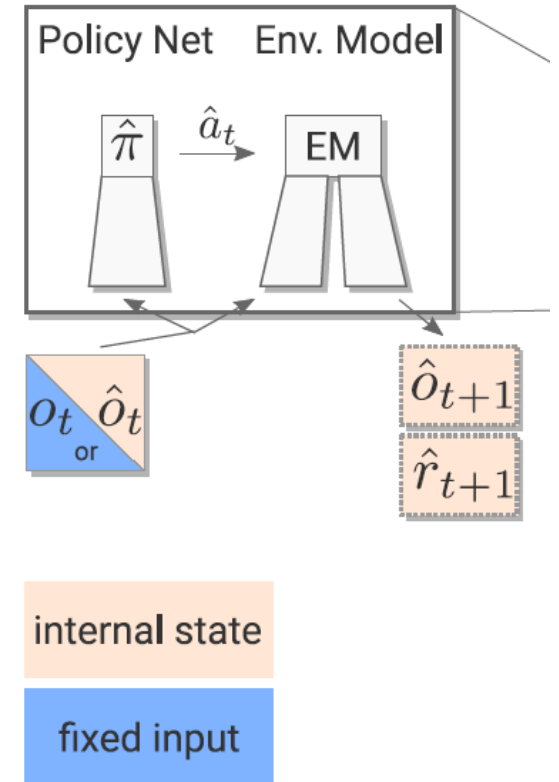 Policy Net Env. Model
π̂ â_t EM
o_t or ô_t
ô_{t+1}
r̂_{t+1}
internal state
fixed input